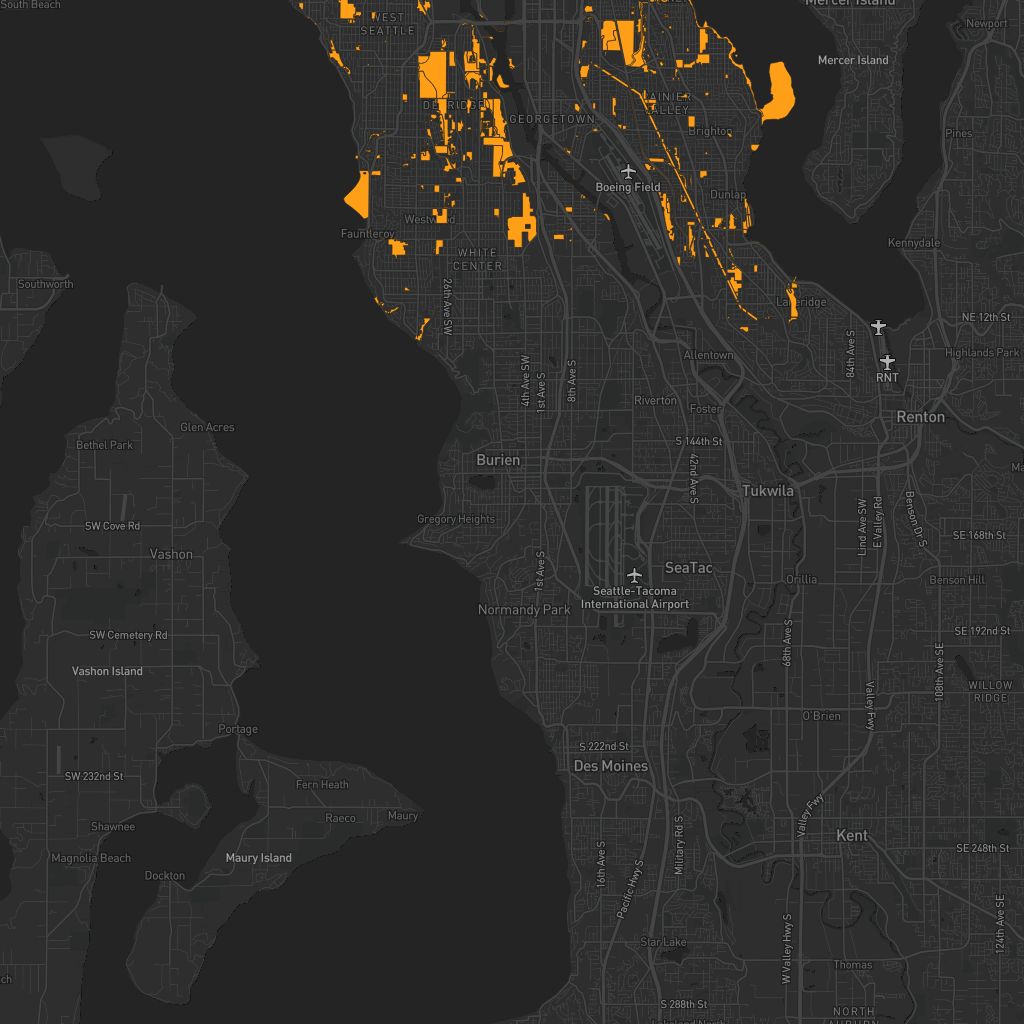 South Beach
Mercer Island
WEST
SEATTLE
Newport
Mercer Island
RAINIER
VALLEY
GEORGETOWN
Brighton
Pines
Boeing Field
Dunlap
Westwood
Fauntleroy
Kennydale
WHITE
CENTER
Southworth
26th Ave SW
Lakeridge
NE 12th St
84th Ave S
Allentown
Highlands Park
4th Ave SW
1st Ave S
8th Ave S
RNT
Riverton
Foster
Renton
Glen Acres
Bethel Park
S 144th St
Burien
42nd Ave S
Tukwila
Lind Ave SW
E Valley Rd
Benson Dr S
SW Cove Rd
Gregory Heights
SE 168th St
Vashon
1st Ave S
SeaTac
Orillia
Benson Hill
Seattle-Tacoma
International Airport
Normandy Park
SW Cemetery Rd
68th Ave S
SE 192nd St
Vashon Island
108th Ave SE
WILLOW
RIDGE
Valley Fwy
O'Brien
Portage
S 222nd St
Des Moines
SW 232nd St
Fern Heath
Raeco
Maury
Valley Fwy
Shawnee
Military Rd S
Kent
Magnolia Beach
Maury Island
16th Ave S
SE 248th St
Dockton
Pacific Hwy S
124th Ave SE
Star Lake
W Valley Hwy S
Thomas
S 288th St
NORTH
AUBURN
Lakeland North